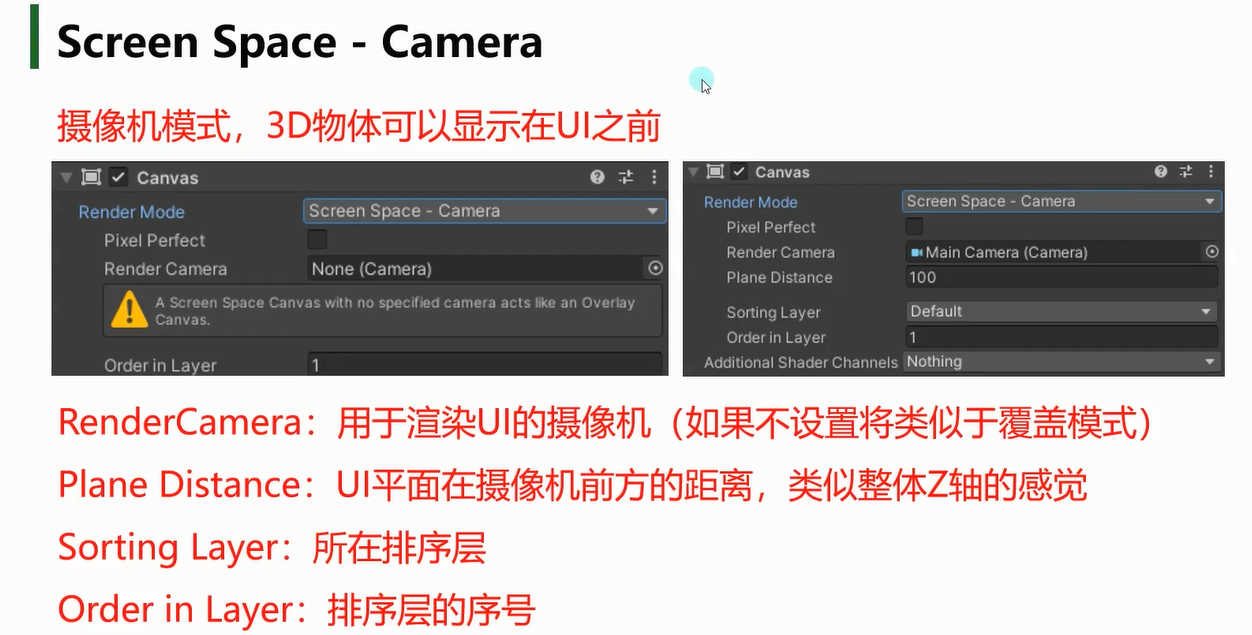 Screen Space - Camera
摄像机模式，3D物体可以显示在UI之前
Canvas
Render Mode Screen Space - Camera
Pixel Perfect
Render Camera None (Camera)
A Screen Space Canvas with no specified camera acts like an Overlay
Canvas.
Order in Layer 1
Canvas
Render Mode Screen Space - Camera
Pixel Perfect
Render Camera Main Camera (Camera)
Plane Distance 100
Sorting Layer Default
Order in Layer 1
Additional Shader Channels Nothing
RenderCamera：用于渲染UI的摄像机（如果不设置将类似于覆盖模式）
Plane Distance：UI平面在摄像机前方的距离，类似整体Z轴的感觉
Sorting Layer：所在排序层
Order in Layer：排序层的序号